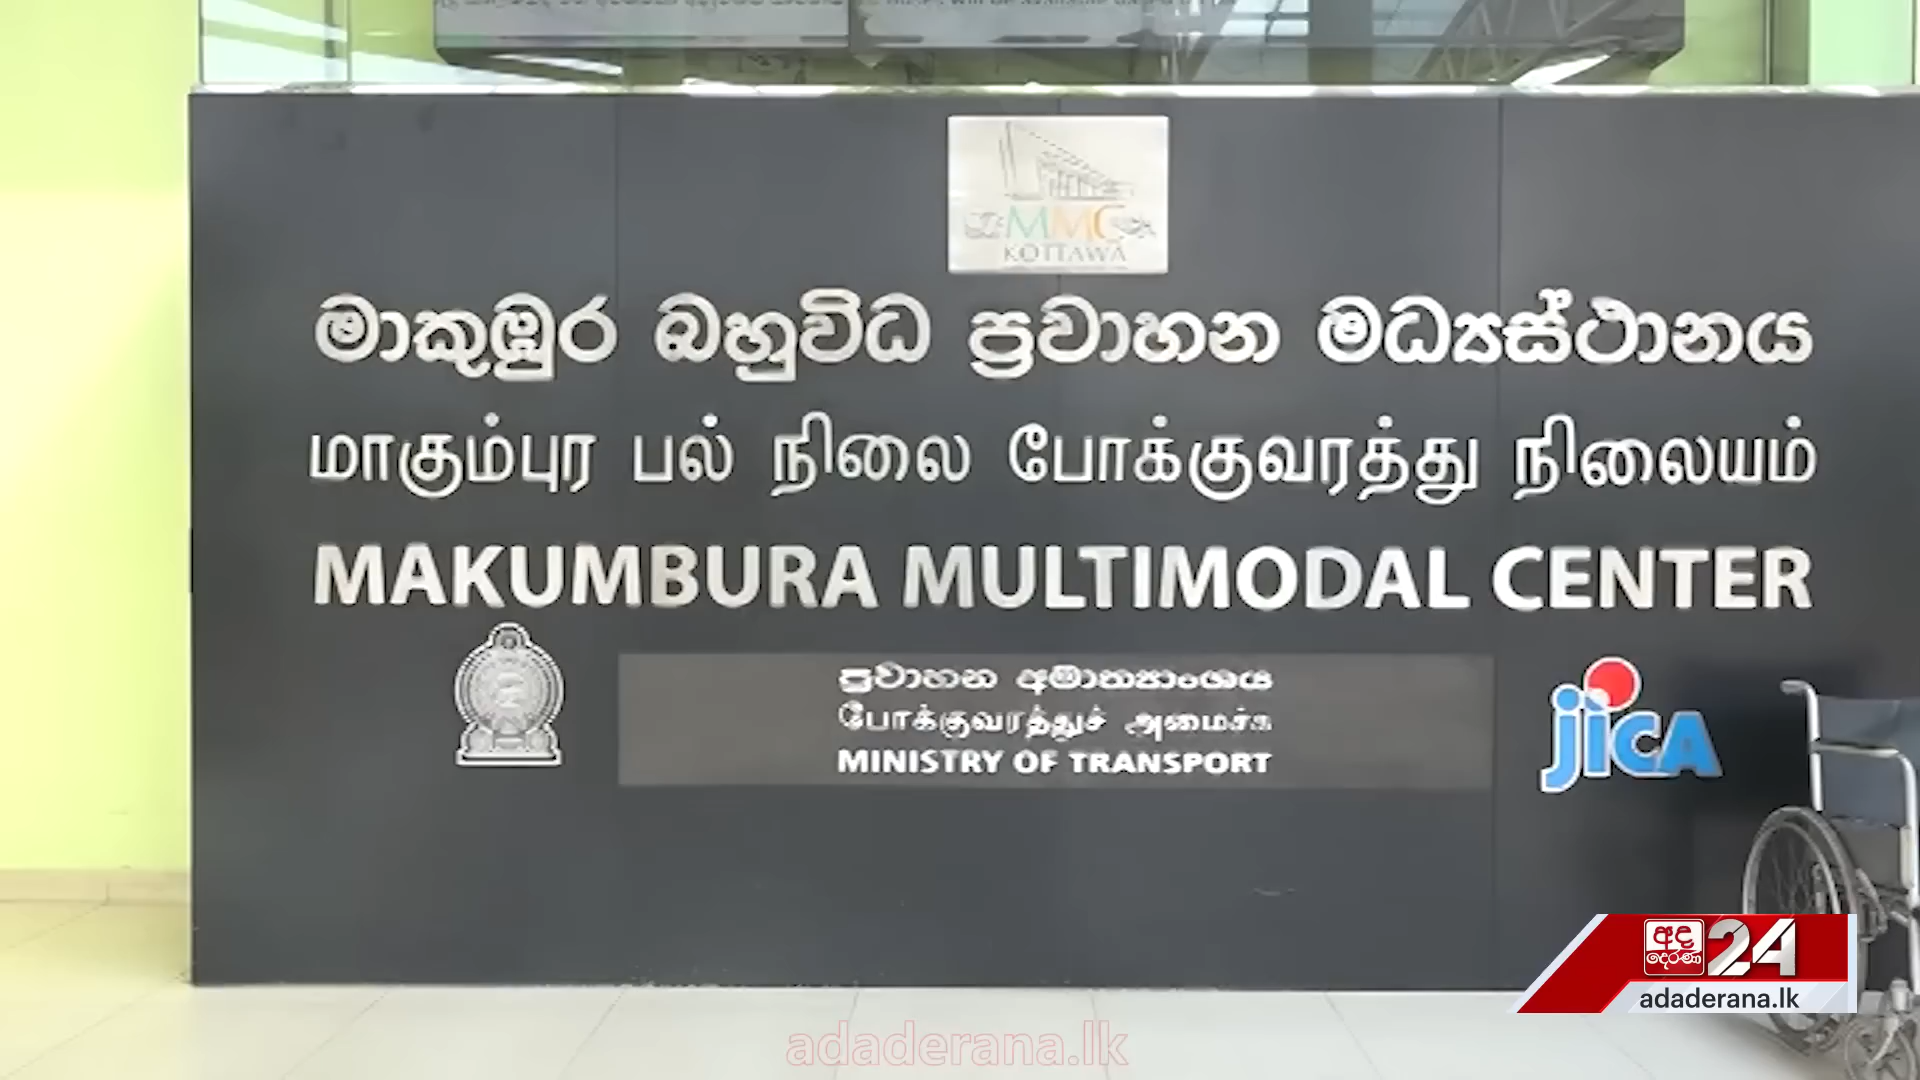 MMC
KOTTAWA
මාකුඹුර බහුවිධ ප්‍රවාහන මධ්‍යස්ථානය
மாகும்புர பல் நிலை போக்குவரத்து நிலையம்
MAKUMBURA MULTIMODAL CENTER
ප්‍රවාහන අමාත්‍යාංශය
போக்குவரத்துச் அமைச்சு
MINISTRY OF TRANSPORT
jica
අද දෙරණ 24
adaderana.lk
adaderana.lk